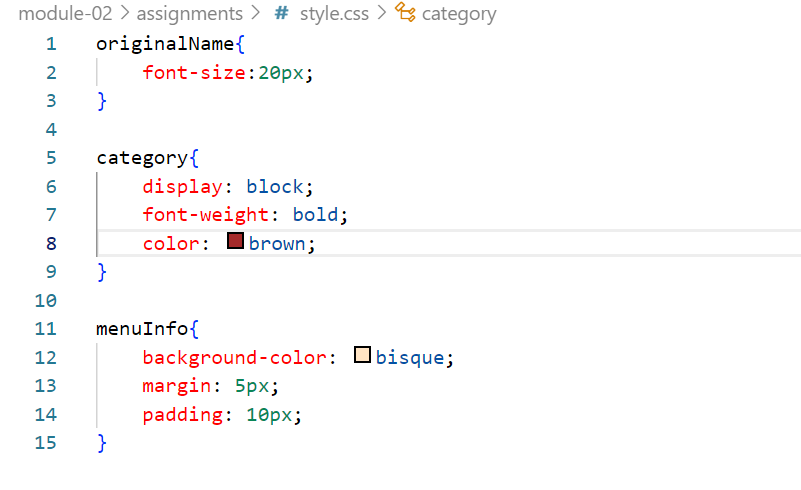 module-02 > assignments > # style.css > category
1 originalName{
2 font-size:20px;
3 }
4
5 category{
6 display: block;
7 font-weight: bold;
8 color: brown;
9 }
10
11 menuInfo{
12 background-color: bisque;
13 margin: 5px;
14 padding: 10px;
15 }